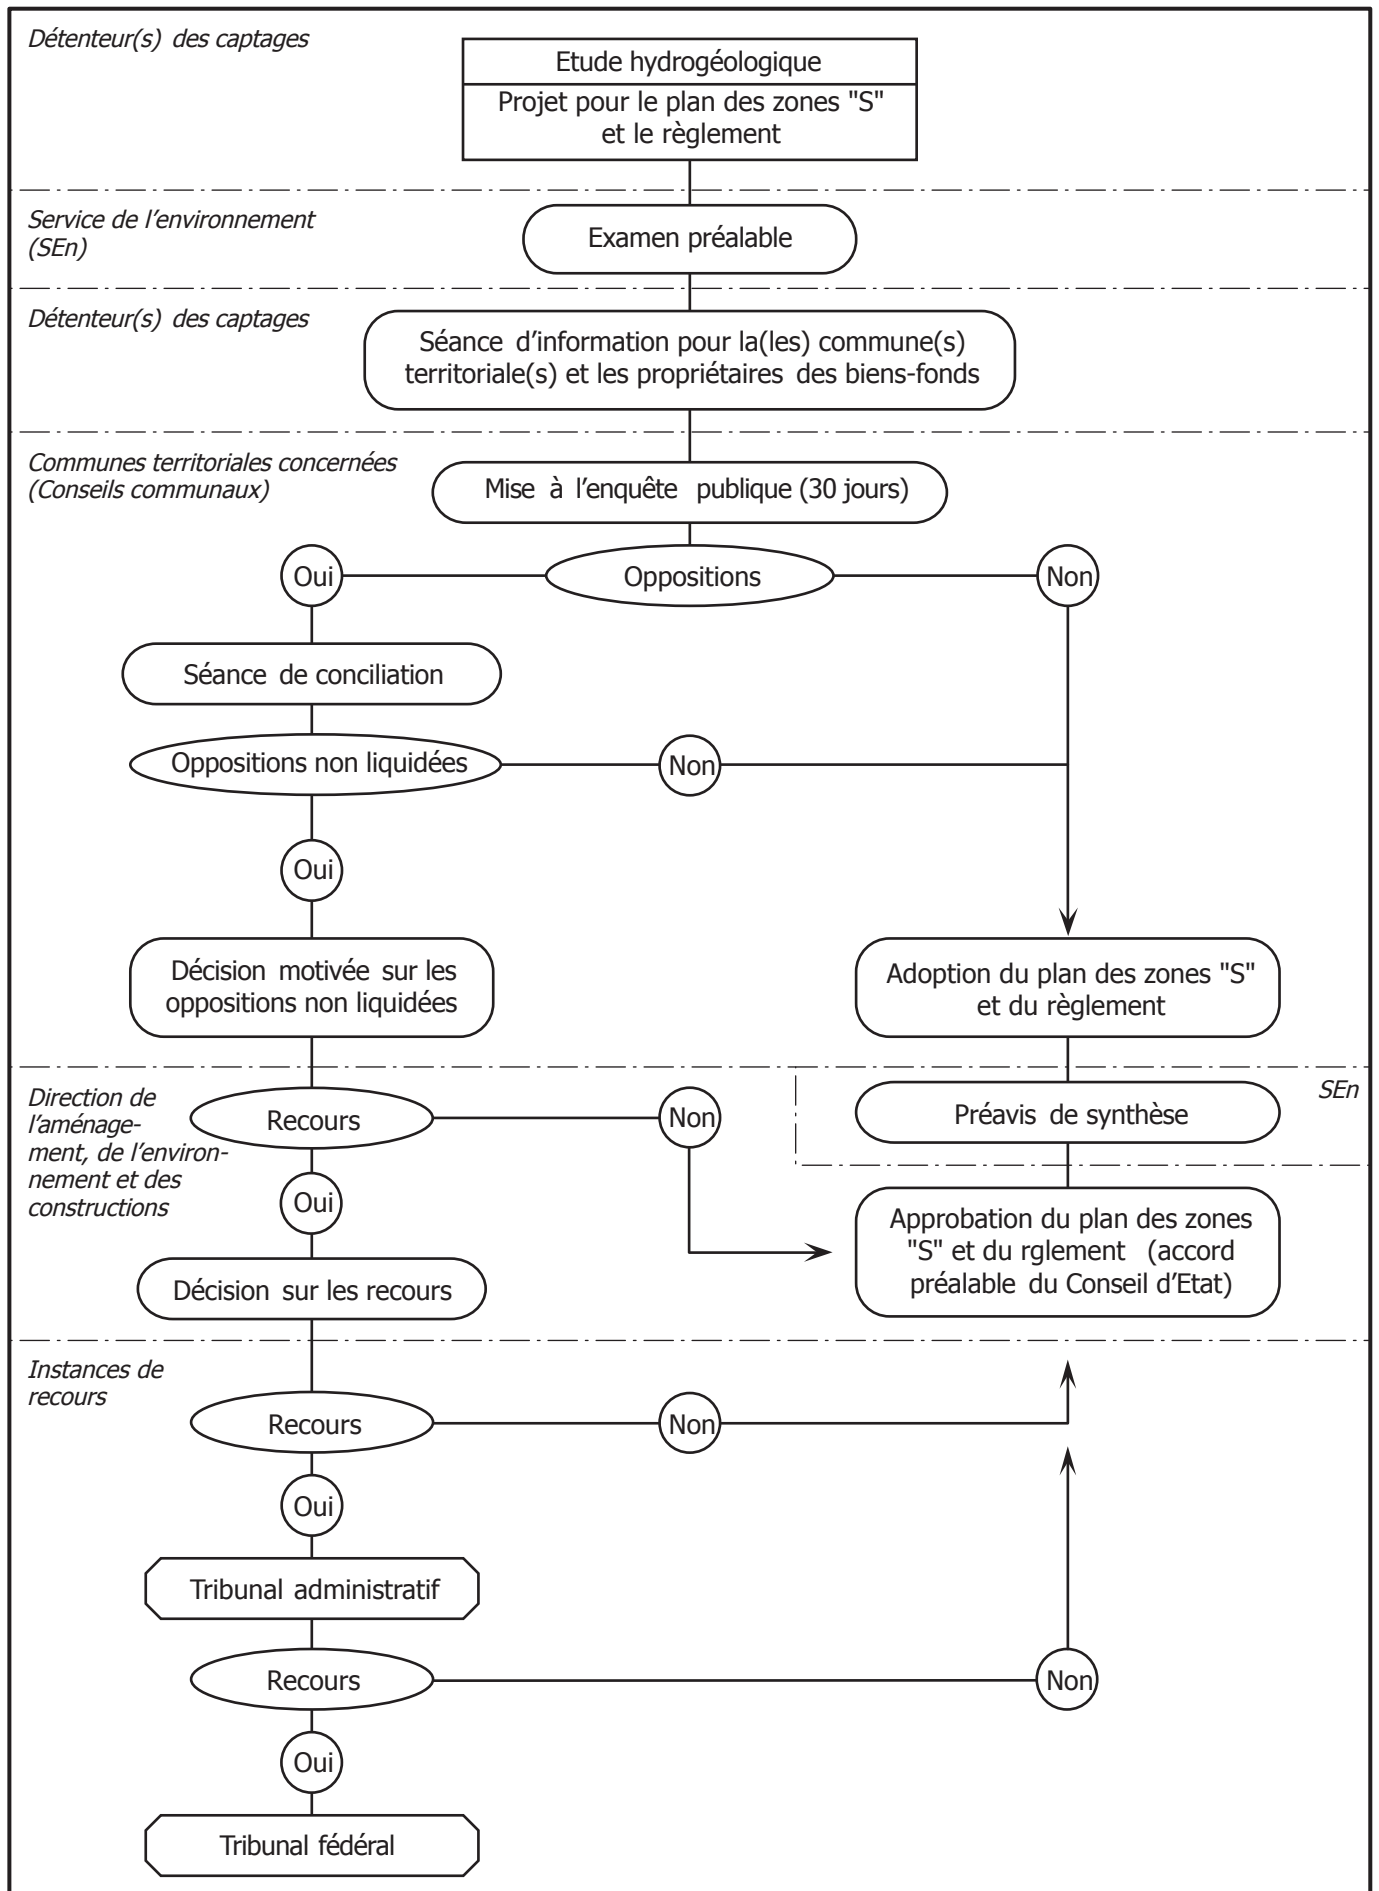 Détenteur(s) des captages
Etude hydrogéologique
Projet pour le plan des zones "S"
et le règlement
Service de l'environnement
(SEn)
Examen préalable
Détenteur(s) des captages
Séance d'information pour la(les) commune(s)
territoriale(s) et les propriétaires des biens-fonds
Communes territoriales concernées
(Conseils communaux)
Mise à l'enquête publique (30 jours)
Oui
Oppositions
Non
Séance de conciliation
Oppositions non liquidées
Non
Oui
Décision motivée sur les
oppositions non liquidées
Adoption du plan des zones "S"
et du règlement
Direction de
l'aménage-
ment, de l'environ-
nement et des
constructions
Recours
Non
Préavis de synthèse
SEn
Oui
Approbation du plan des zones
"S" et du rglement (accord
préalable du Conseil d'Etat)
Décision sur les recours
Instances de
recours
Recours
Non
Oui
Tribunal administratif
Recours
Non
Oui
Tribunal fédéral